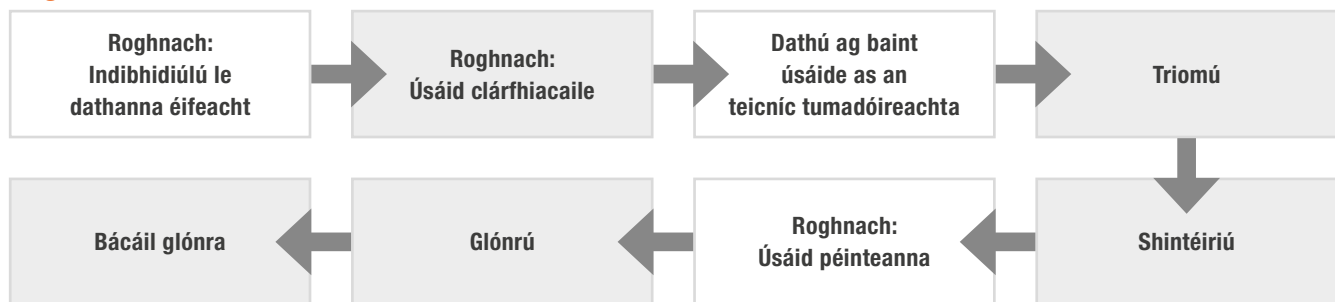 Roghnach:
Indibhidiúlú le
dathanna éifeacht
Roghnach:
Úsáid clárfhiacaile
Dathú ag baint
úsáide as an
teicníc tumadóireachta
Triomú
Shintéiriú
Roghnach:
Úsáid péinteanna
Glónrú
Bácáil glónra